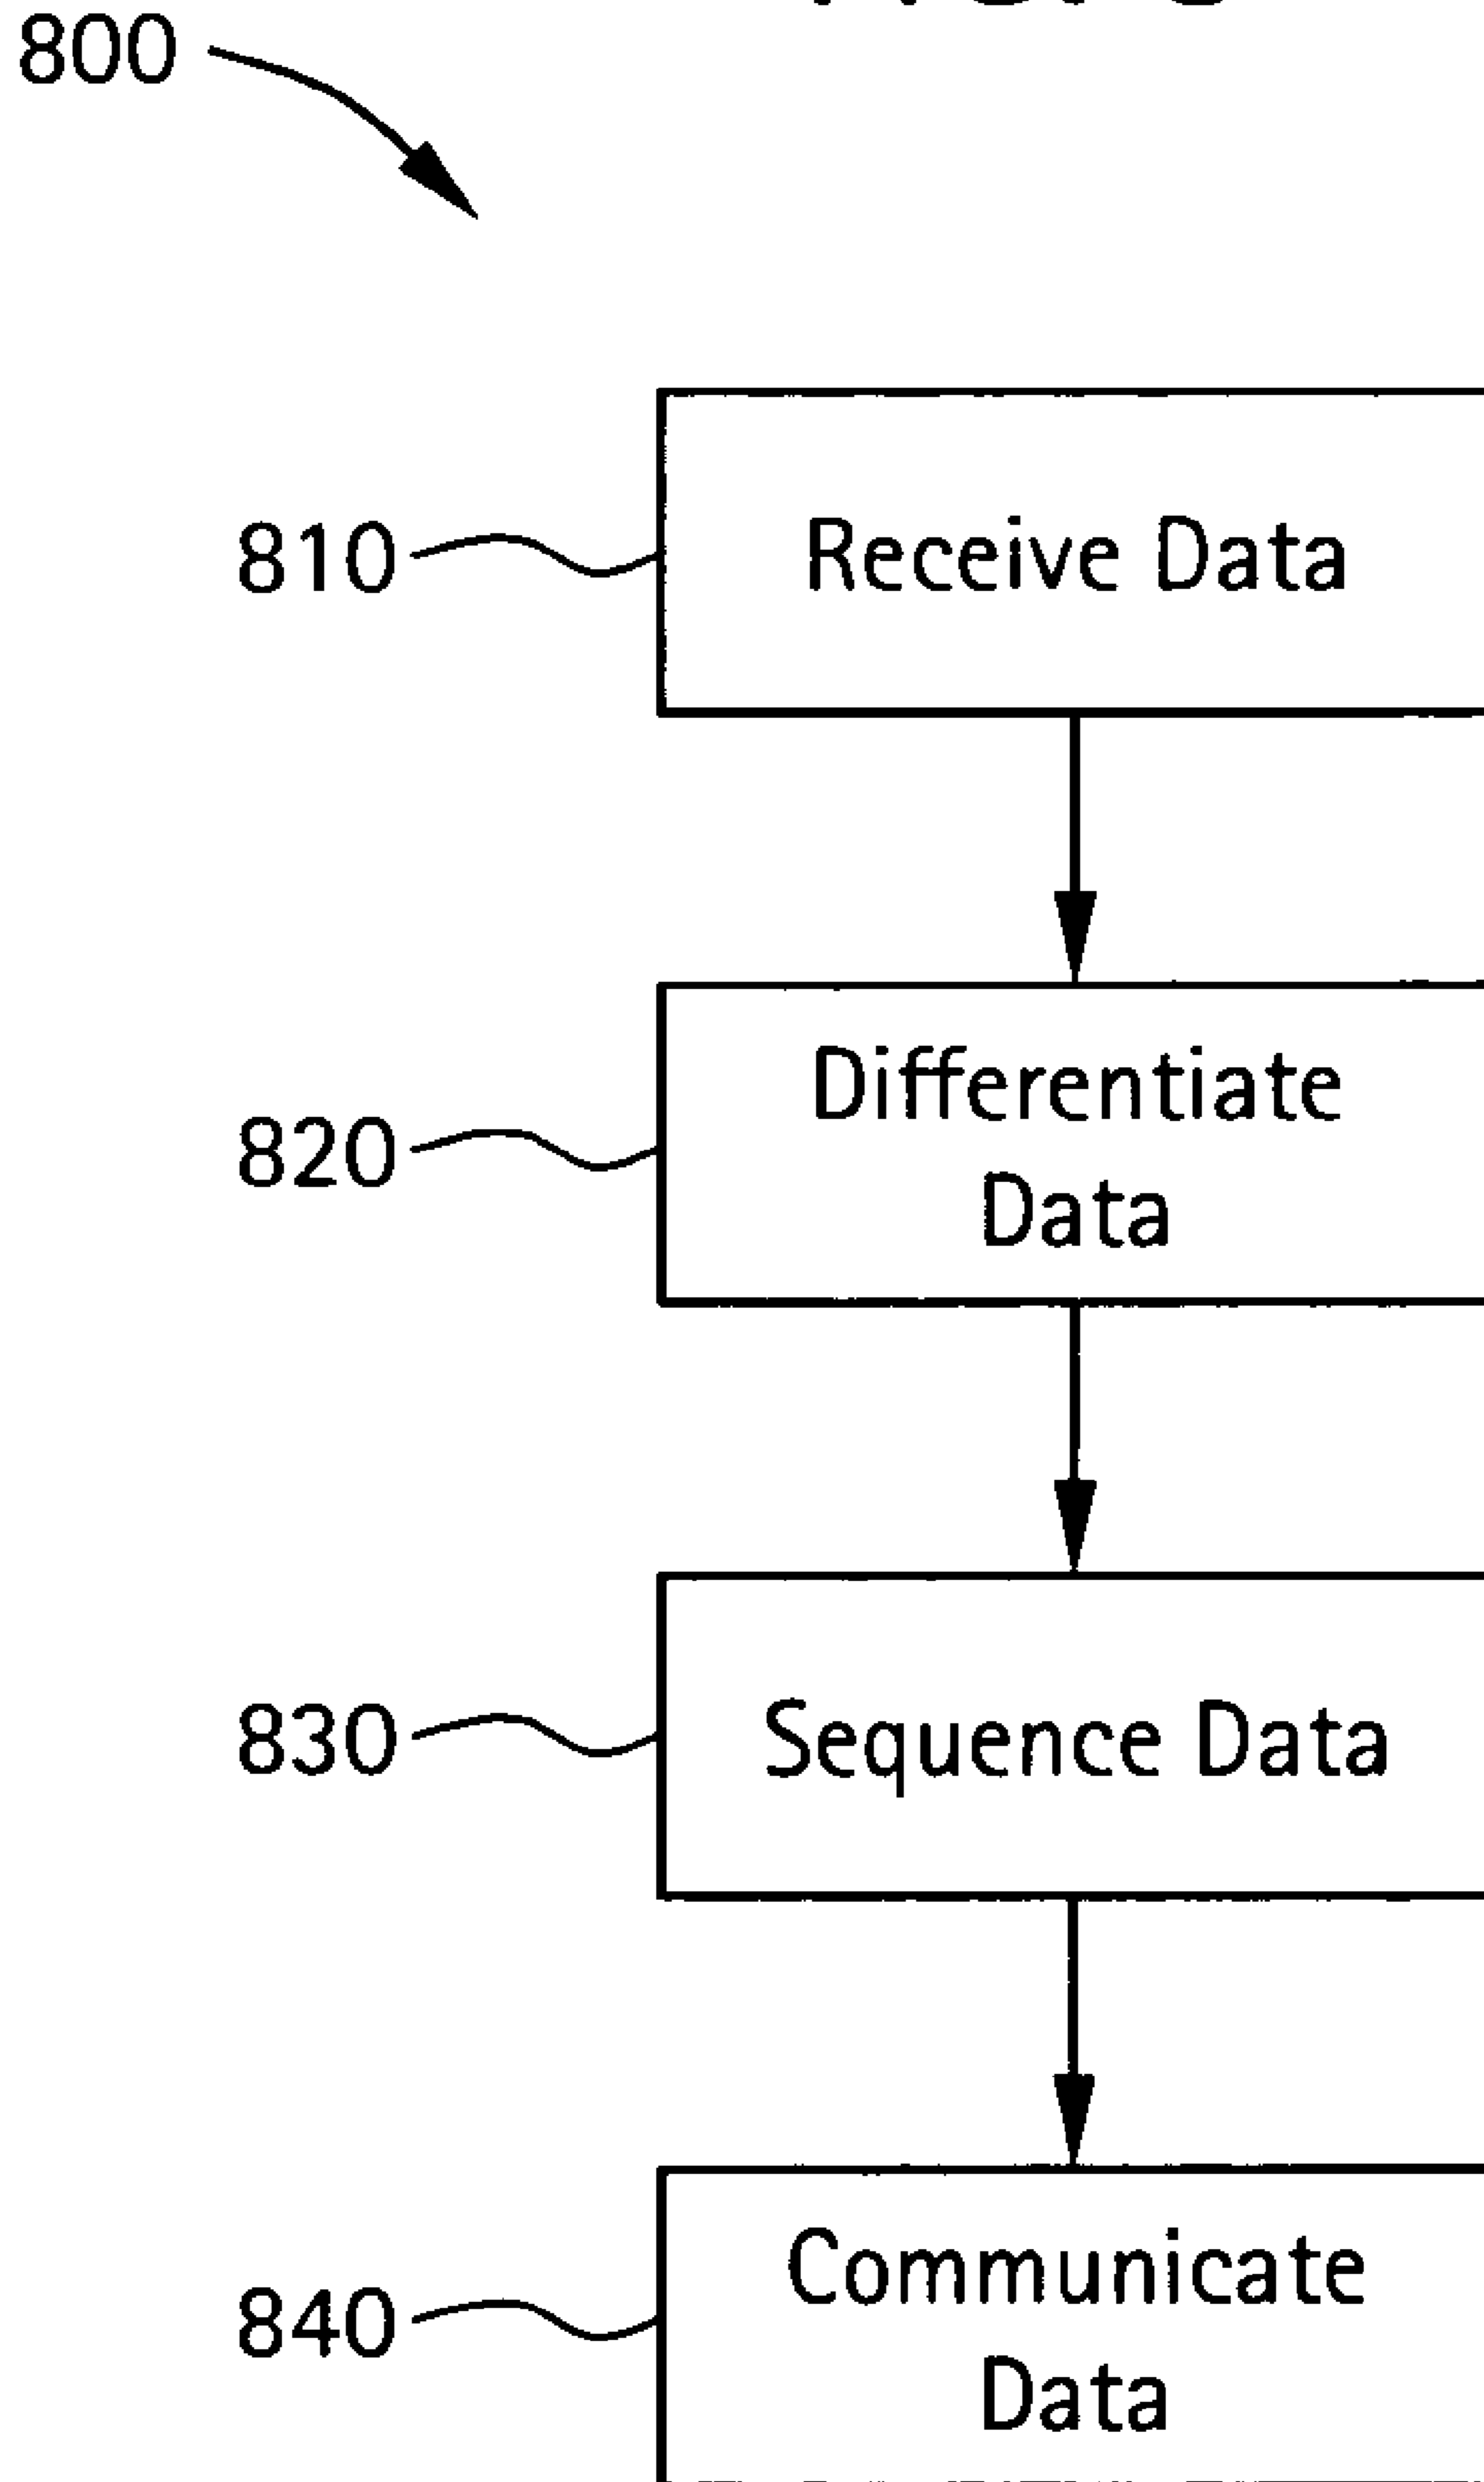 800
810 Receive Data
820 Differentiate
Data
830 Sequence Data
840 Communicate
Data